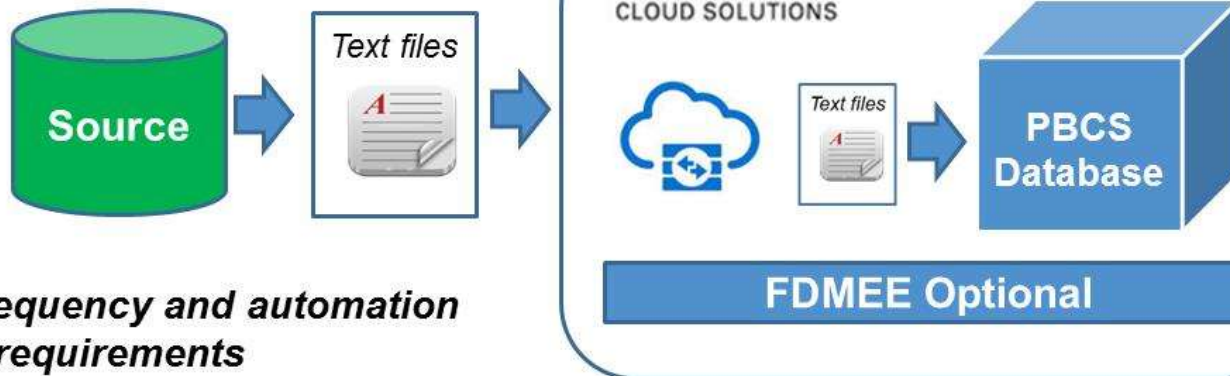 CLOUD SOLUTIONS
Source
Text files
A
Text files
A
PBCS
Database
FDMEE Optional
equency and automation
requirements